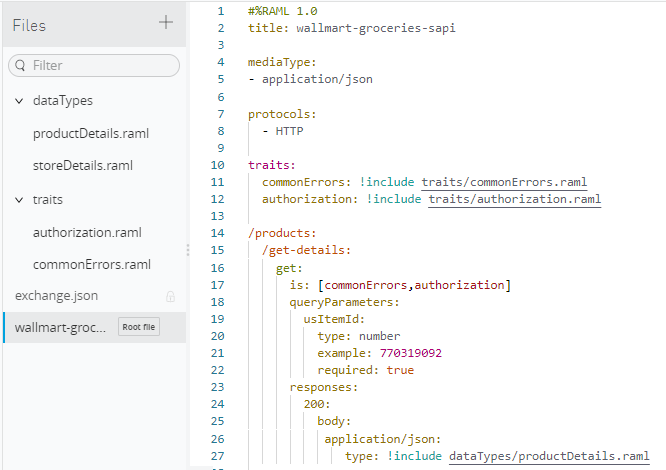 Files
Filter
dataTypes
productDetails.raml
storeDetails.raml
traits
authorization.raml
commonErrors.raml
exchange.json
wallmart-groc... Root file
1 #%RAML 1.0
2 title: wallmart-groceries-sapi
3
4 mediaType:
5 - application/json
6
7 protocols:
8 - HTTP
9
10 traits:
11 commonErrors: !include traits/commonErrors.raml
12 authorization: !include traits/authorization.raml
13
14 /products:
15 /get-details:
16 get:
17 is: [commonErrors,authorization]
18 queryParameters:
19 usItemId:
20 type: number
21 example: 770319092
22 required: true
23 responses:
24 200:
25 body:
26 application/json:
27 type: !include dataTypes/productDetails.raml